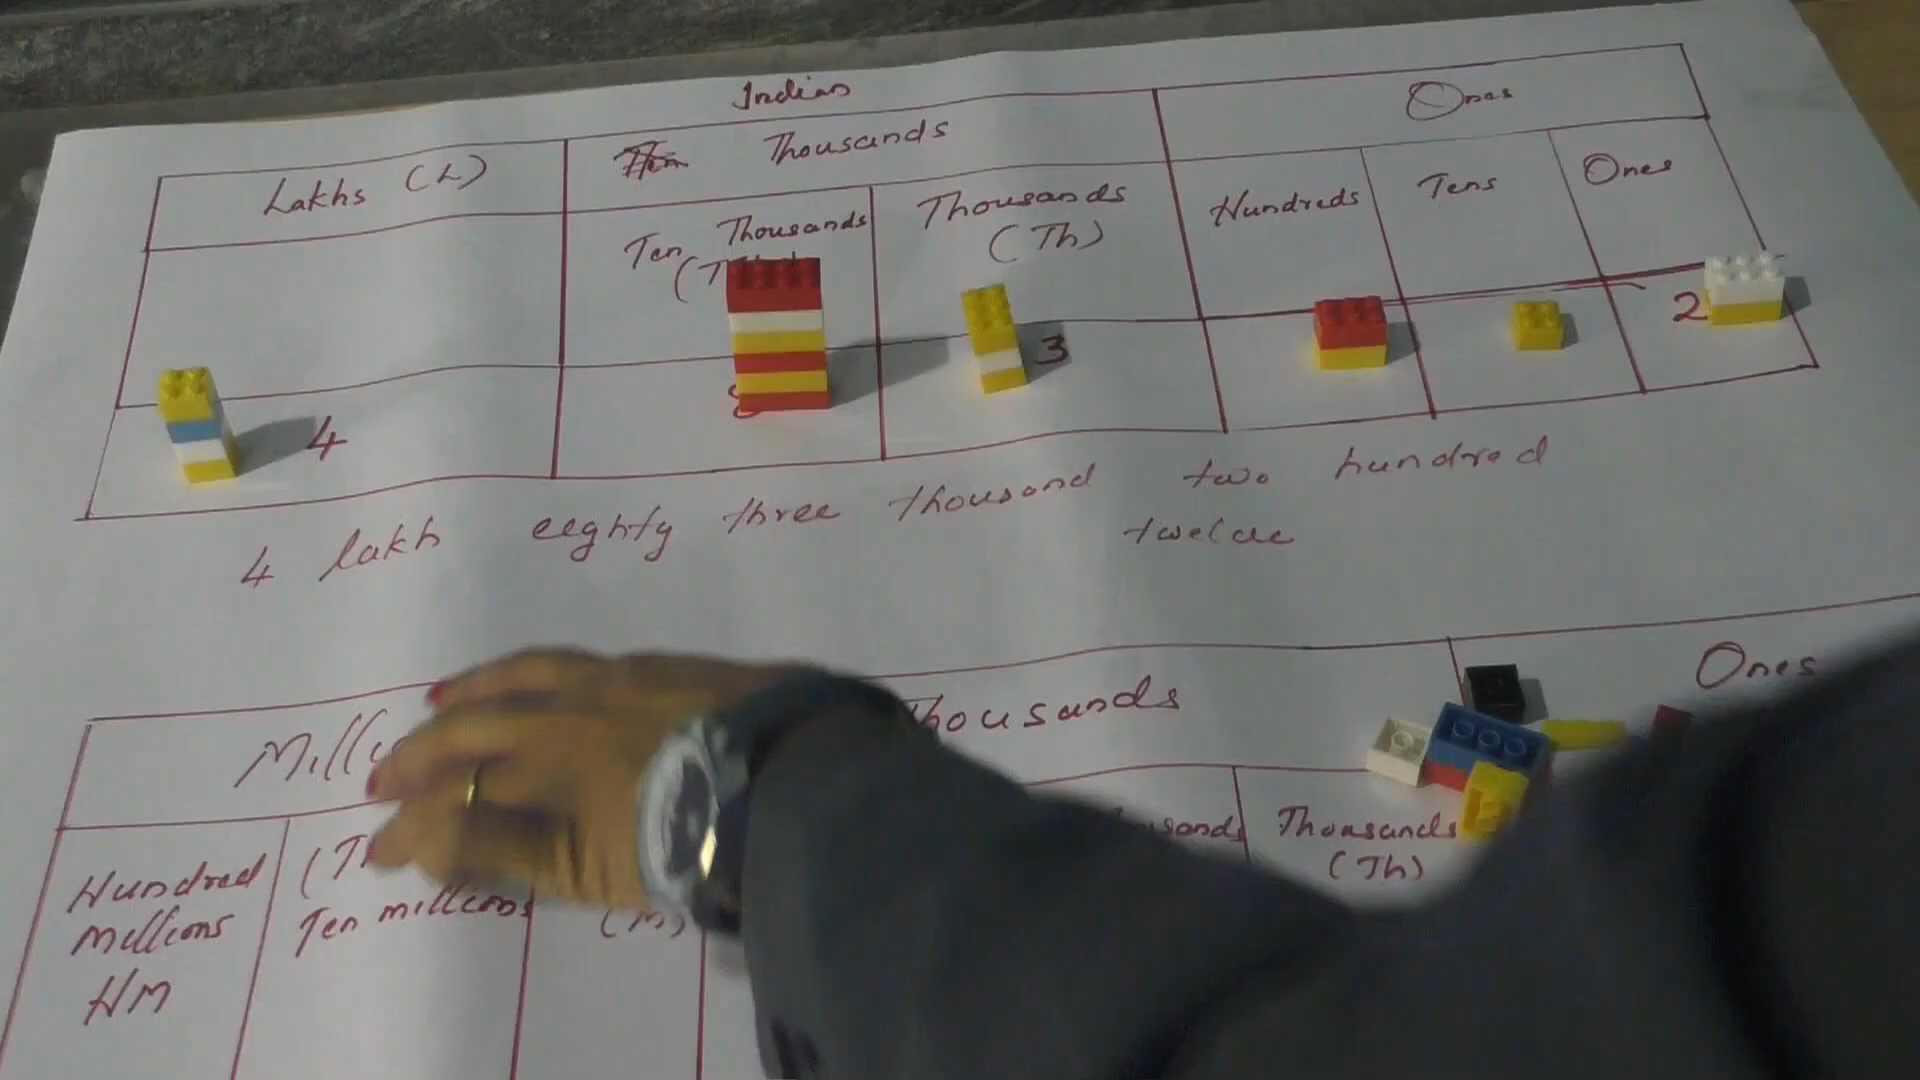 Indian
Lakhs (L) Thousands Ones
Ten Thousands Thousands (Th) Hundreds Tens Ones
4 3 2
4 lakh eeghty three thousand two hundred
twelve
Thousands Ones
Hundred Millions HM
Ten millions
(M)
Thousands (Th)